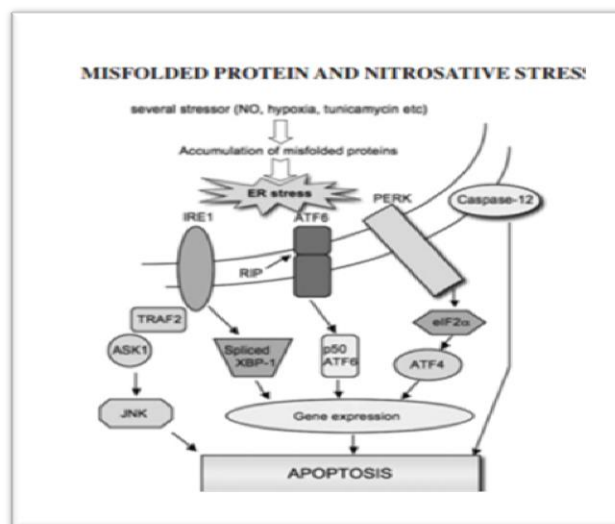 MISFOLDED PROTEIN AND NITROSATIVE STRESS
several stressor (NO, hypoxia, tunicamycin etc)
Accumulation of misfolded proteins
ER stress
PERK
Caspase-12
IRE1
ATF6
RIP
TRAF2
eIF2α
ASK1
Spliced
XBP-1
p50
ATF6
ATF4
JNK
Gene expression
APOPTOSIS